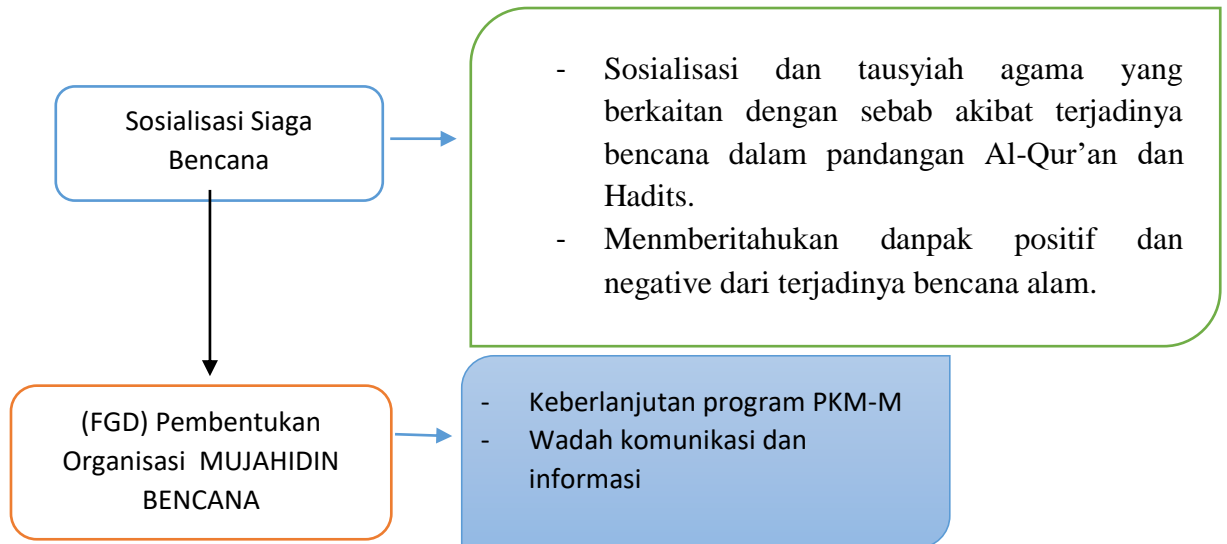 Sosialisasi Siaga
Bencana
- Sosialisasi dan tausyiah agama yang
berkaitan dengan sebab akibat terjadinya
bencana dalam pandangan Al-Qur’an dan
Hadits.
- Menmberitahukan danpak positif dan
negative dari terjadinya bencana alam.
(FGD) Pembentukan
Organisasi MUJAHIDIN
BENCANA
- Keberlanjutan program PKM-M
- Wadah komunikasi dan
informasi